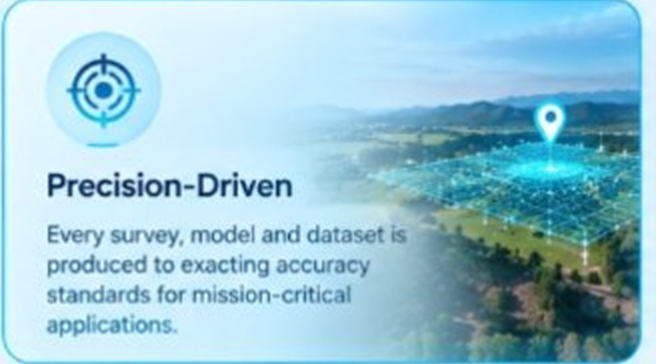 Precision-Driven
Every survey, model and dataset is
produced to exacting accuracy
standards for mission-critical
applications.